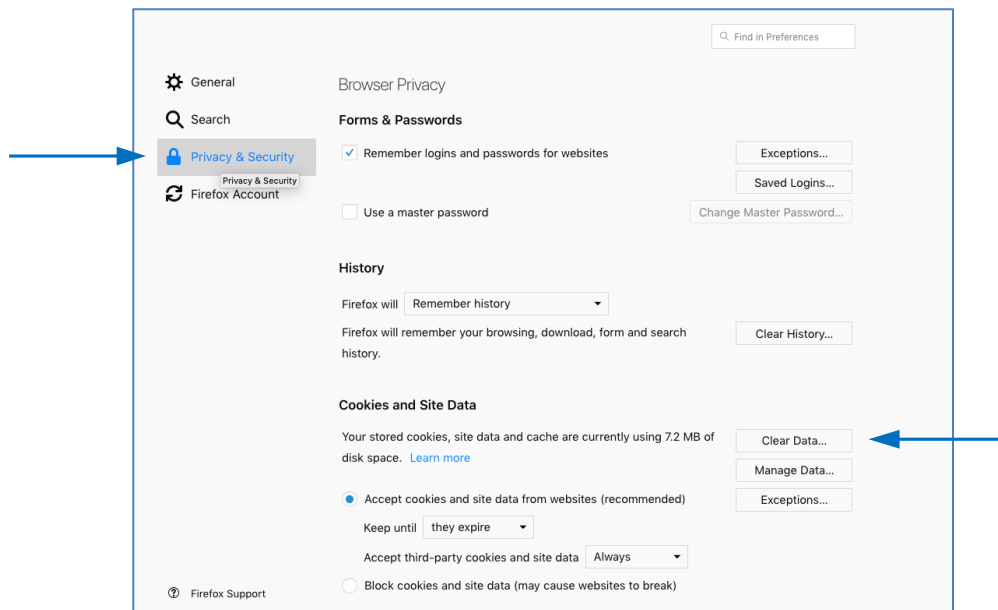 Find in Preferences
General
Search
Privacy & Security
Privacy & Security
Firefox Account
Browser Privacy
Forms & Passwords
Remember logins and passwords for websites
Exceptions...
Saved Logins...
Use a master password
Change Master Password...
History
Firefox will Remember history
Firefox will remember your browsing, download, form and search
history.
Clear History...
Cookies and Site Data
Your stored cookies, site data and cache are currently using 7.2 MB of
disk space. Learn more
Clear Data...
Manage Data...
Accept cookies and site data from websites (recommended)
Exceptions...
Keep until they expire
Accept third-party cookies and site data Always
Block cookies and site data (may cause websites to break)
Firefox Support